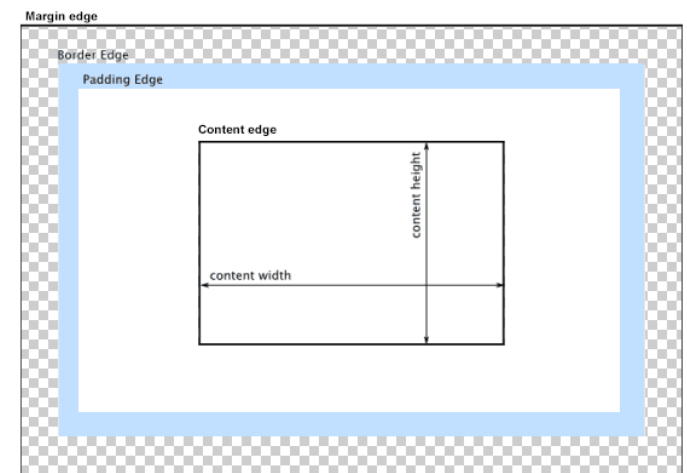 Margin edge
Border Edge
Padding Edge
Content edge
content height
content width